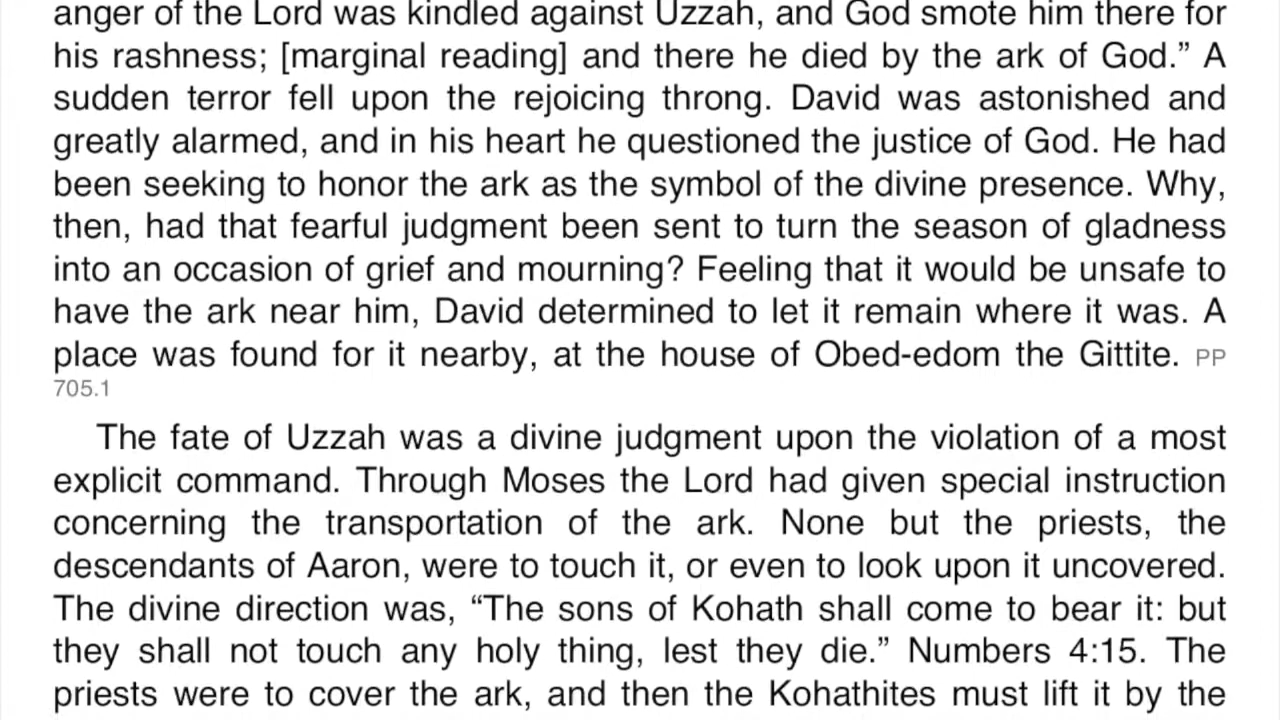 anger of the Lord was kindled against Uzzah, and God smote him there for
his rashness; [marginal reading] and there he died by the ark of God.” A
sudden terror fell upon the rejoicing throng. David was astonished and
greatly alarmed, and in his heart he questioned the justice of God. He had
been seeking to honor the ark as the symbol of the divine presence. Why,
then, had that fearful judgment been sent to turn the season of gladness
into an occasion of grief and mourning? Feeling that it would be unsafe to
have the ark near him, David determined to let it remain where it was. A
place was found for it nearby, at the house of Obed-edom the Gittite. PP
705.1
The fate of Uzzah was a divine judgment upon the violation of a most
explicit command. Through Moses the Lord had given special instruction
concerning the transportation of the ark. None but the priests, the
descendants of Aaron, were to touch it, or even to look upon it uncovered.
The divine direction was, “The sons of Kohath shall come to bear it: but
they shall not touch any holy thing, lest they die.” Numbers 4:15. The
priests were to cover the ark, and then the Kohathites must lift it by the